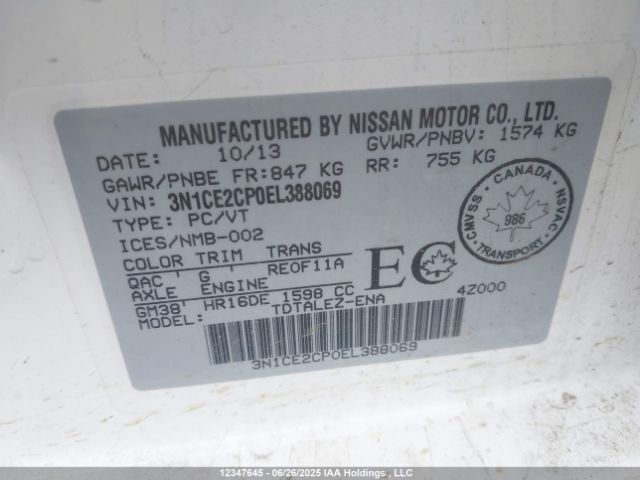 MANUFACTURED BY NISSAN MOTOR CO., LTD.
DATE: 10/13 GVWR/PNBV: 1574 KG
GAWR/PNBE FR: 847 KG RR: 755 KG
VIN: 3N1CE2CP0EL388069
TYPE: PC/VT
ICES/NMB-002
COLOR TRIM TRANS
QAC ' G ' RE0F11A
AXLE ENGINE
GM38' HR16DE 1598 CC
MODEL: TDTALEZ-ENA
EC
4Z000
CANADA
CMVSS - NSVAC
986
TRANSPORT
3N1CE2CP0EL388069
12347645 - 06/26/2025 IAA Holdings , LLC